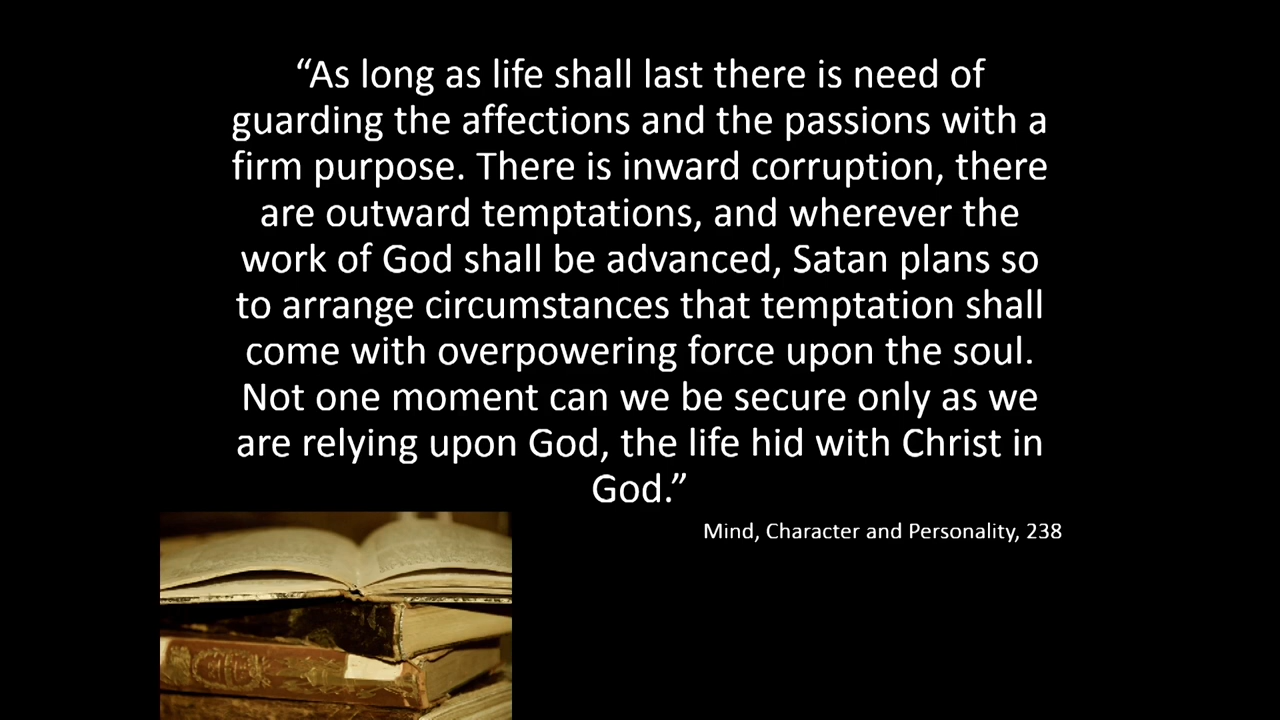 “As long as life shall last there is need of
guarding the affections and the passions with a
firm purpose. There is inward corruption, there
are outward temptations, and wherever the
work of God shall be advanced, Satan plans so
to arrange circumstances that temptation shall
come with overpowering force upon the soul.
Not one moment can we be secure only as we
are relying upon God, the life hid with Christ in
God.”
Mind, Character and Personality, 238